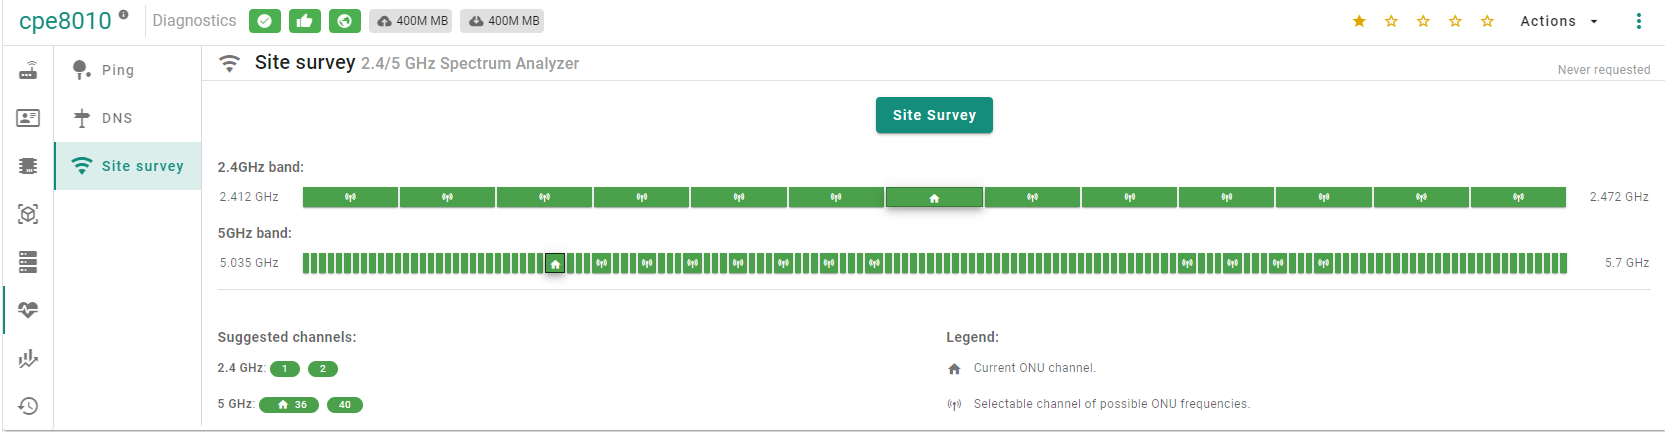 cpe8010 Diagnostics 400M MB 400M MB Actions
Ping
DNS
Site survey
Site survey 2.4/5 GHz Spectrum Analyzer
Never requested
Site Survey
2.4GHz band:
2.412 GHz 2.472 GHz
5GHz band:
5.035 GHz 5.7 GHz
Suggested channels:
2.4 GHz: 1 2
5 GHz: 36 40
Legend:
Current ONU channel.
Selectable channel of possible ONU frequencies.